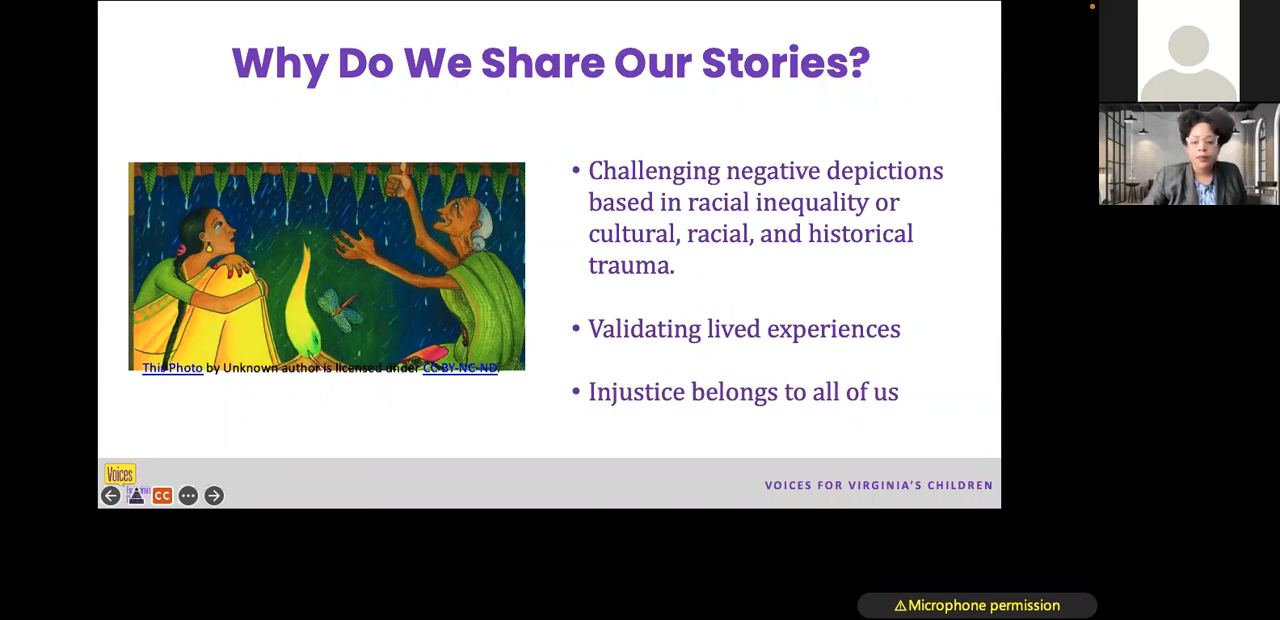 Why Do We Share Our Stories?
• Challenging negative depictions
based in racial inequality or
cultural, racial, and historical
trauma.
• Validating lived experiences
• Injustice belongs to all of us
This Photo by Unknown author is licensed under CC BY-NC-ND.
Voices
CC
VOICES FOR VIRGINIA'S CHILDREN
⚠Microphone permission